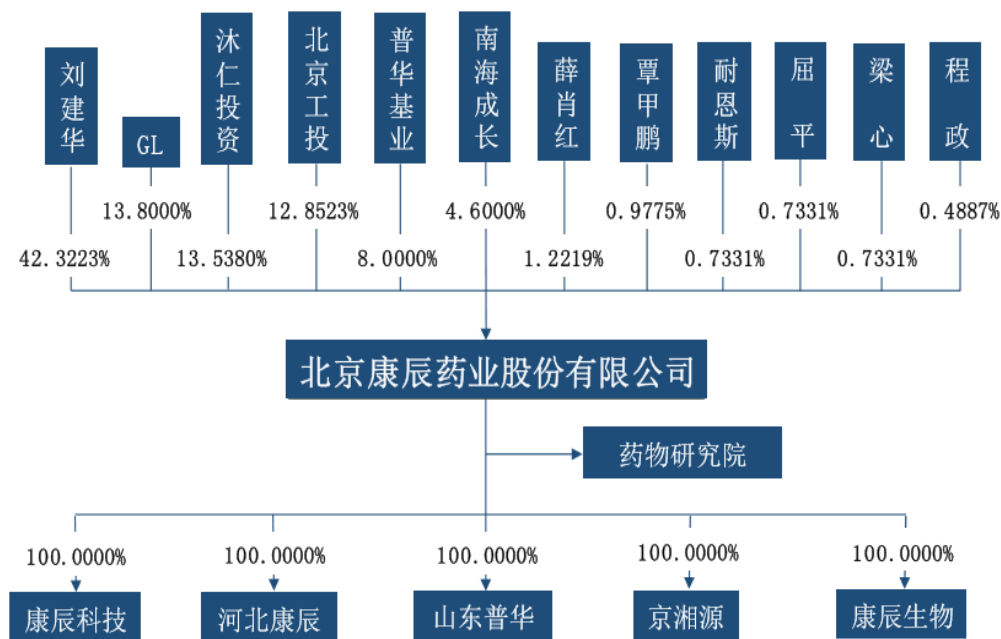 刘建华
GL
沐仁投资
北京工投
普华基业
南海成长
薛肖红
覃甲鹏
耐恩斯
屈平
梁心
程政
13.8000%
12.8523%
4.6000%
0.9775%
0.7331%
0.4887%
42.3223%
13.5380%
8.0000%
1.2219%
0.7331%
0.7331%
北京康辰药业股份有限公司
药物研究院
100.0000%
100.0000%
100.0000%
100.0000%
100.0000%
康辰科技
河北康辰
山东普华
京湘源
康辰生物